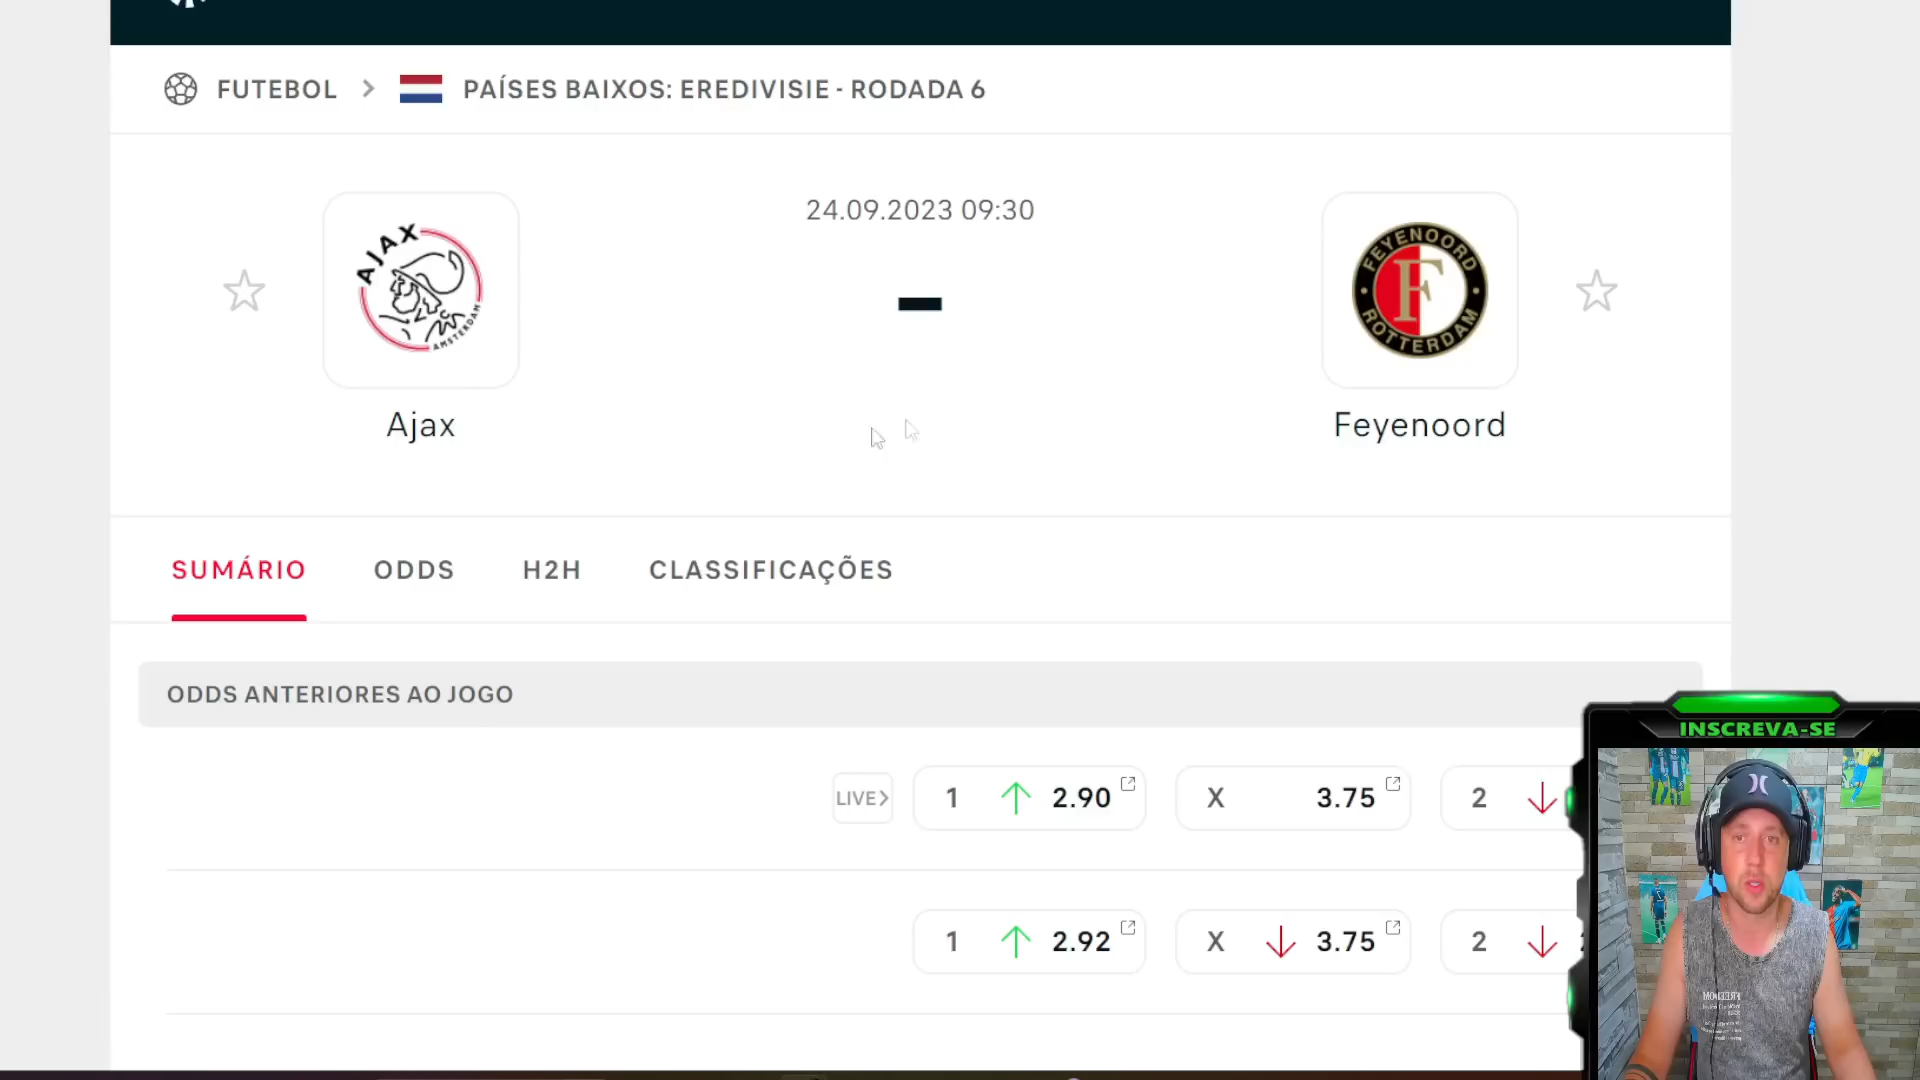 FUTEBOL > PAÍSES BAIXOS: EREDIVISIE - RODADA 6
24.09.2023 09:30
AJAX
AMSTERDAM
FEYENOORD
F
ROTTERDAM
Ajax
Feyenoord
SUMÁRIO ODDS H2H CLASSIFICAÇÕES
ODDS ANTERIORES AO JOGO
INSCREVA-SE
LIVE> 1 2.90 X 3.75 2
1 2.92 X 3.75 2